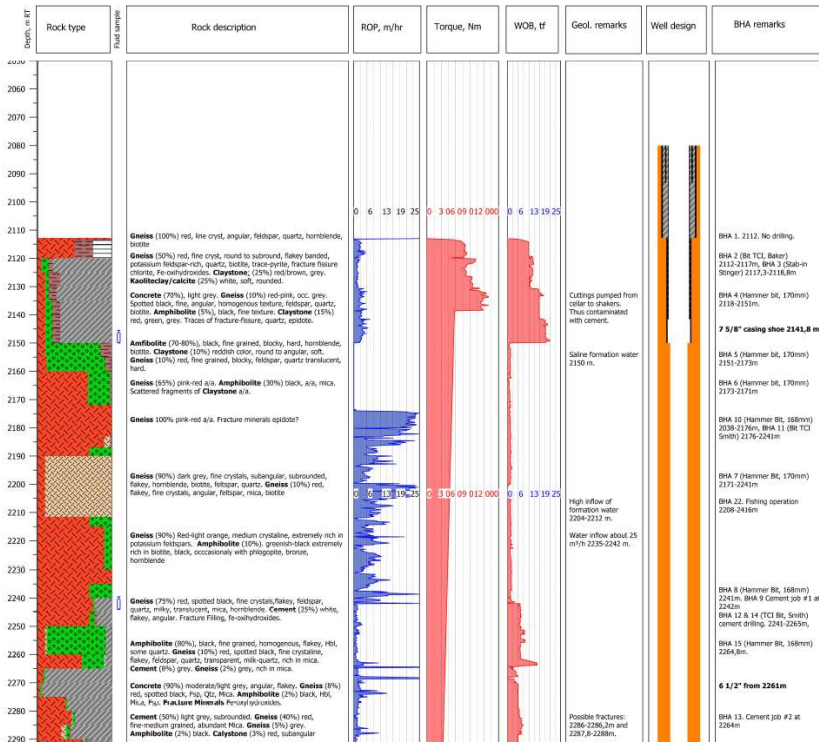 Depth, m RT
Rock type
Fluid sample
Rock description
ROP, m/hr
Torque, Nm
WOB, tf
Geol. remarks
Well design
BHA remarks
2050
2060
2070
2080
2090
2100
2110
2120
2130
2140
2150
2160
2170
2180
2190
2200
2210
2220
2230
2240
2250
2260
2270
2280
2290
Gneiss (100%) red, line cryst, angular, feldspar, quartz, hornblende,
biotite
Gneiss (50%) red, fine cryst, round to subround, flakey banded,
potassium feldspar-rich, quartz, biotite, trace-pyrite, fracture fissure
chlorite, Fe-oxihydroxides. Claystone; (25%) red/brown, grey.
Kaoliteclay/calcite (25%) white, soft, rounded.
Concrete (70%), light grey. Gneiss (10%) red-pink, occ. grey.
Spotted black, fine, angular, homogenous texture, feldspar, quartz,
biotite. Amphibolite (5%), black, fine texture. Claystone (15%)
red, green, grey. Traces of fracture-fissure, quartz, epidote.
Amfibolite (70-80%), black, fine grained, blocky, hard, hornblende,
biotite. Claystone (10%) reddish color, round to angular, soft.
Gneiss (10%) red, fine grained, blocky, feldspar, quartz translucent,
hard.
Gneiss (65%) pink-red a/a. Amphibolite (30%) black, a/a, mica.
Scattered fragments of Claystone a/a.
Gneiss 100% pink-red a/a. Fracture minerals epidote?
Gneiss (90%) dark grey, fine crystals, subangular, subrounded,
flakey, hornblende, biotite, feltspar, quartz. Gneiss (10%) red,
flakey, fine crystals, angular, feltspar, mica, biotite
Gneiss (90%) Red-light orange, medium crystaline, extremely rich in
potassium feldspars. Amphibolite (10%). greenish-black extremely
rich in biotite, black, occcasonaly with phlogopite, bronze,
hornblende
Gneiss (75%) red, spotted black, fine crystals,flakey, feldspar,
quartz, milky, translucent, mica, hornblende. Cement (25%) white,
flakey, angular. Fracture Filling, fe-oxihydroxides.
Amphibolite (80%), black, fine grained, homogenous, flakey, Hbl,
some quartz. Gneiss (10%) red, spotted black, fine crystaline,
flakey, feldspar, quartz, transparent, milk-quartz, rich in mica.
Cement (8%) grey. Gneiss (2%) grey, rich in mica.
Concrete (90%) moderate/light grey, angular, flakey. Gneiss (8%)
red, spotted black, Fsp, Qtz, Mica. Amphibolite (2%) black, Hbl,
Mica, Fsp. Fracture Minerals Feroxyhydroxides.
Cement (50%) light grey, subrounded. Gneiss (40%) red,
fine-medium grained, abundant Mica. Gneiss (5%) grey.
Amphibolite (2%) black. Calystone (3%) red, subangular
0 6 13 19 25
0 3 06 09 012 000
0 6 13 19 25
0 6 13 19 25
0 3 06 09 012 000
0 6 13 19 25
Cuttings pumped from
cellar to shakers.
Thus contaminated
with cement.
Saline formation water
2150 m.
High inflow of
formation water
2204-2212 m.
Water inflow about 25
m³/h 2235-2242 m.
Possible fractures:
2286-2286,2m and
2287,8-2288m.
BHA 1. 2112. No drilling.
BHA 2 (Bit TCI, Baker)
2112-2117m, BHA 3 (Stab-in
Stinger) 2117,3-2118,8m
BHA 4 (Hammer bit, 170mm)
2118-2151m.
7 5/8" casing shoe 2141,8 m
BHA 5 (Hammer bit, 170mm)
2151-2173m
BHA 6 (Hammer bit, 170mm)
2173-2171m
BHA 10 (Hammer Bit, 168mm)
2038-2176m, BHA 11 (Bit TCI
Smith) 2176-2241m
BHA 7 (Hammer Bit, 170mm)
2171-2241m
BHA 22. Fishing operation
2208-2416m
BHA 8 (Hammer Bit, 168mm)
2241m. BHA 9 Cement job #1 at
2242m
BHA 12 & 14 (TCI Bit, Smith)
cement drilling. 2241-2265m,
BHA 15 (Hammer Bit, 168mm)
2264,8m.
6 1/2" from 2261m
BHA 13. Cement job #2 at
2264m